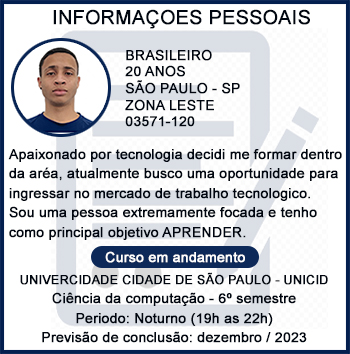 INFORMAÇOES PESSOAIS
BRASILEIRO
20 ANOS
SÃO PAULO - SP
ZONA LESTE
03571-120
Apaixonado por tecnologia decidi me formar dentro
da aréa, atualmente busco uma oportunidade para
ingressar no mercado de trabalho tecnologico.
Sou uma pessoa extremamente focada e tenho
como principal objetivo APRENDER.
Curso em andamento
UNIVERCIDADE CIDADE DE SÃO PAULO - UNICID
Ciência da computação - 6º semestre
Periodo: Noturno (19h as 22h)
Previsão de conclusão: dezembro / 2023